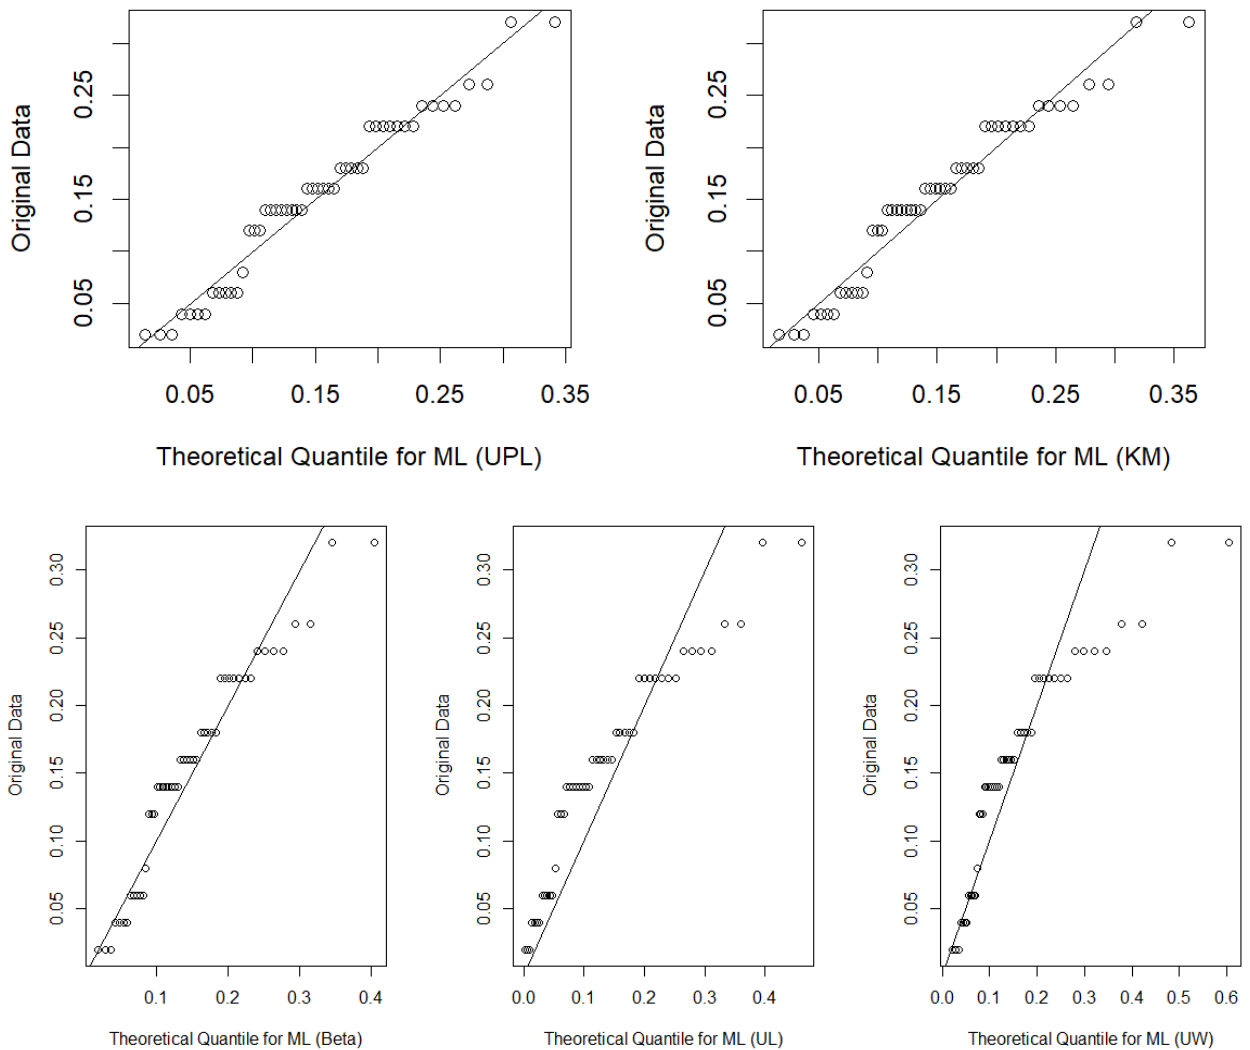 Original Data
0.05 0.15 0.25
0.05 0.15 0.25 0.35
Theoretical Quantile for ML (UPL)
Original Data
0.05 0.15 0.25
0.05 0.15 0.25 0.35
Theoretical Quantile for ML (KM)
Original Data
0.05 0.10 0.15 0.20 0.25 0.30
0.1 0.2 0.3 0.4
Theoretical Quantile for ML (Beta)
Original Data
0.05 0.10 0.15 0.20 0.25 0.30
0.0 0.1 0.2 0.3 0.4
Theoretical Quantile for ML (UL)
Original Data
0.05 0.10 0.15 0.20 0.25 0.30
0.0 0.1 0.2 0.3 0.4 0.5 0.6
Theoretical Quantile for ML (UW)